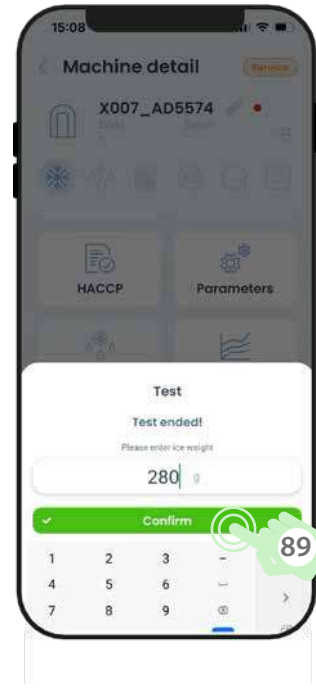 15:08
Machine detail
Service
X007_AD5574
HACCP
Parameters
Test
Test ended!
Please enter ice weight
280 g
Confirm
89
1 2 3 -
4 5 6
7 8 9